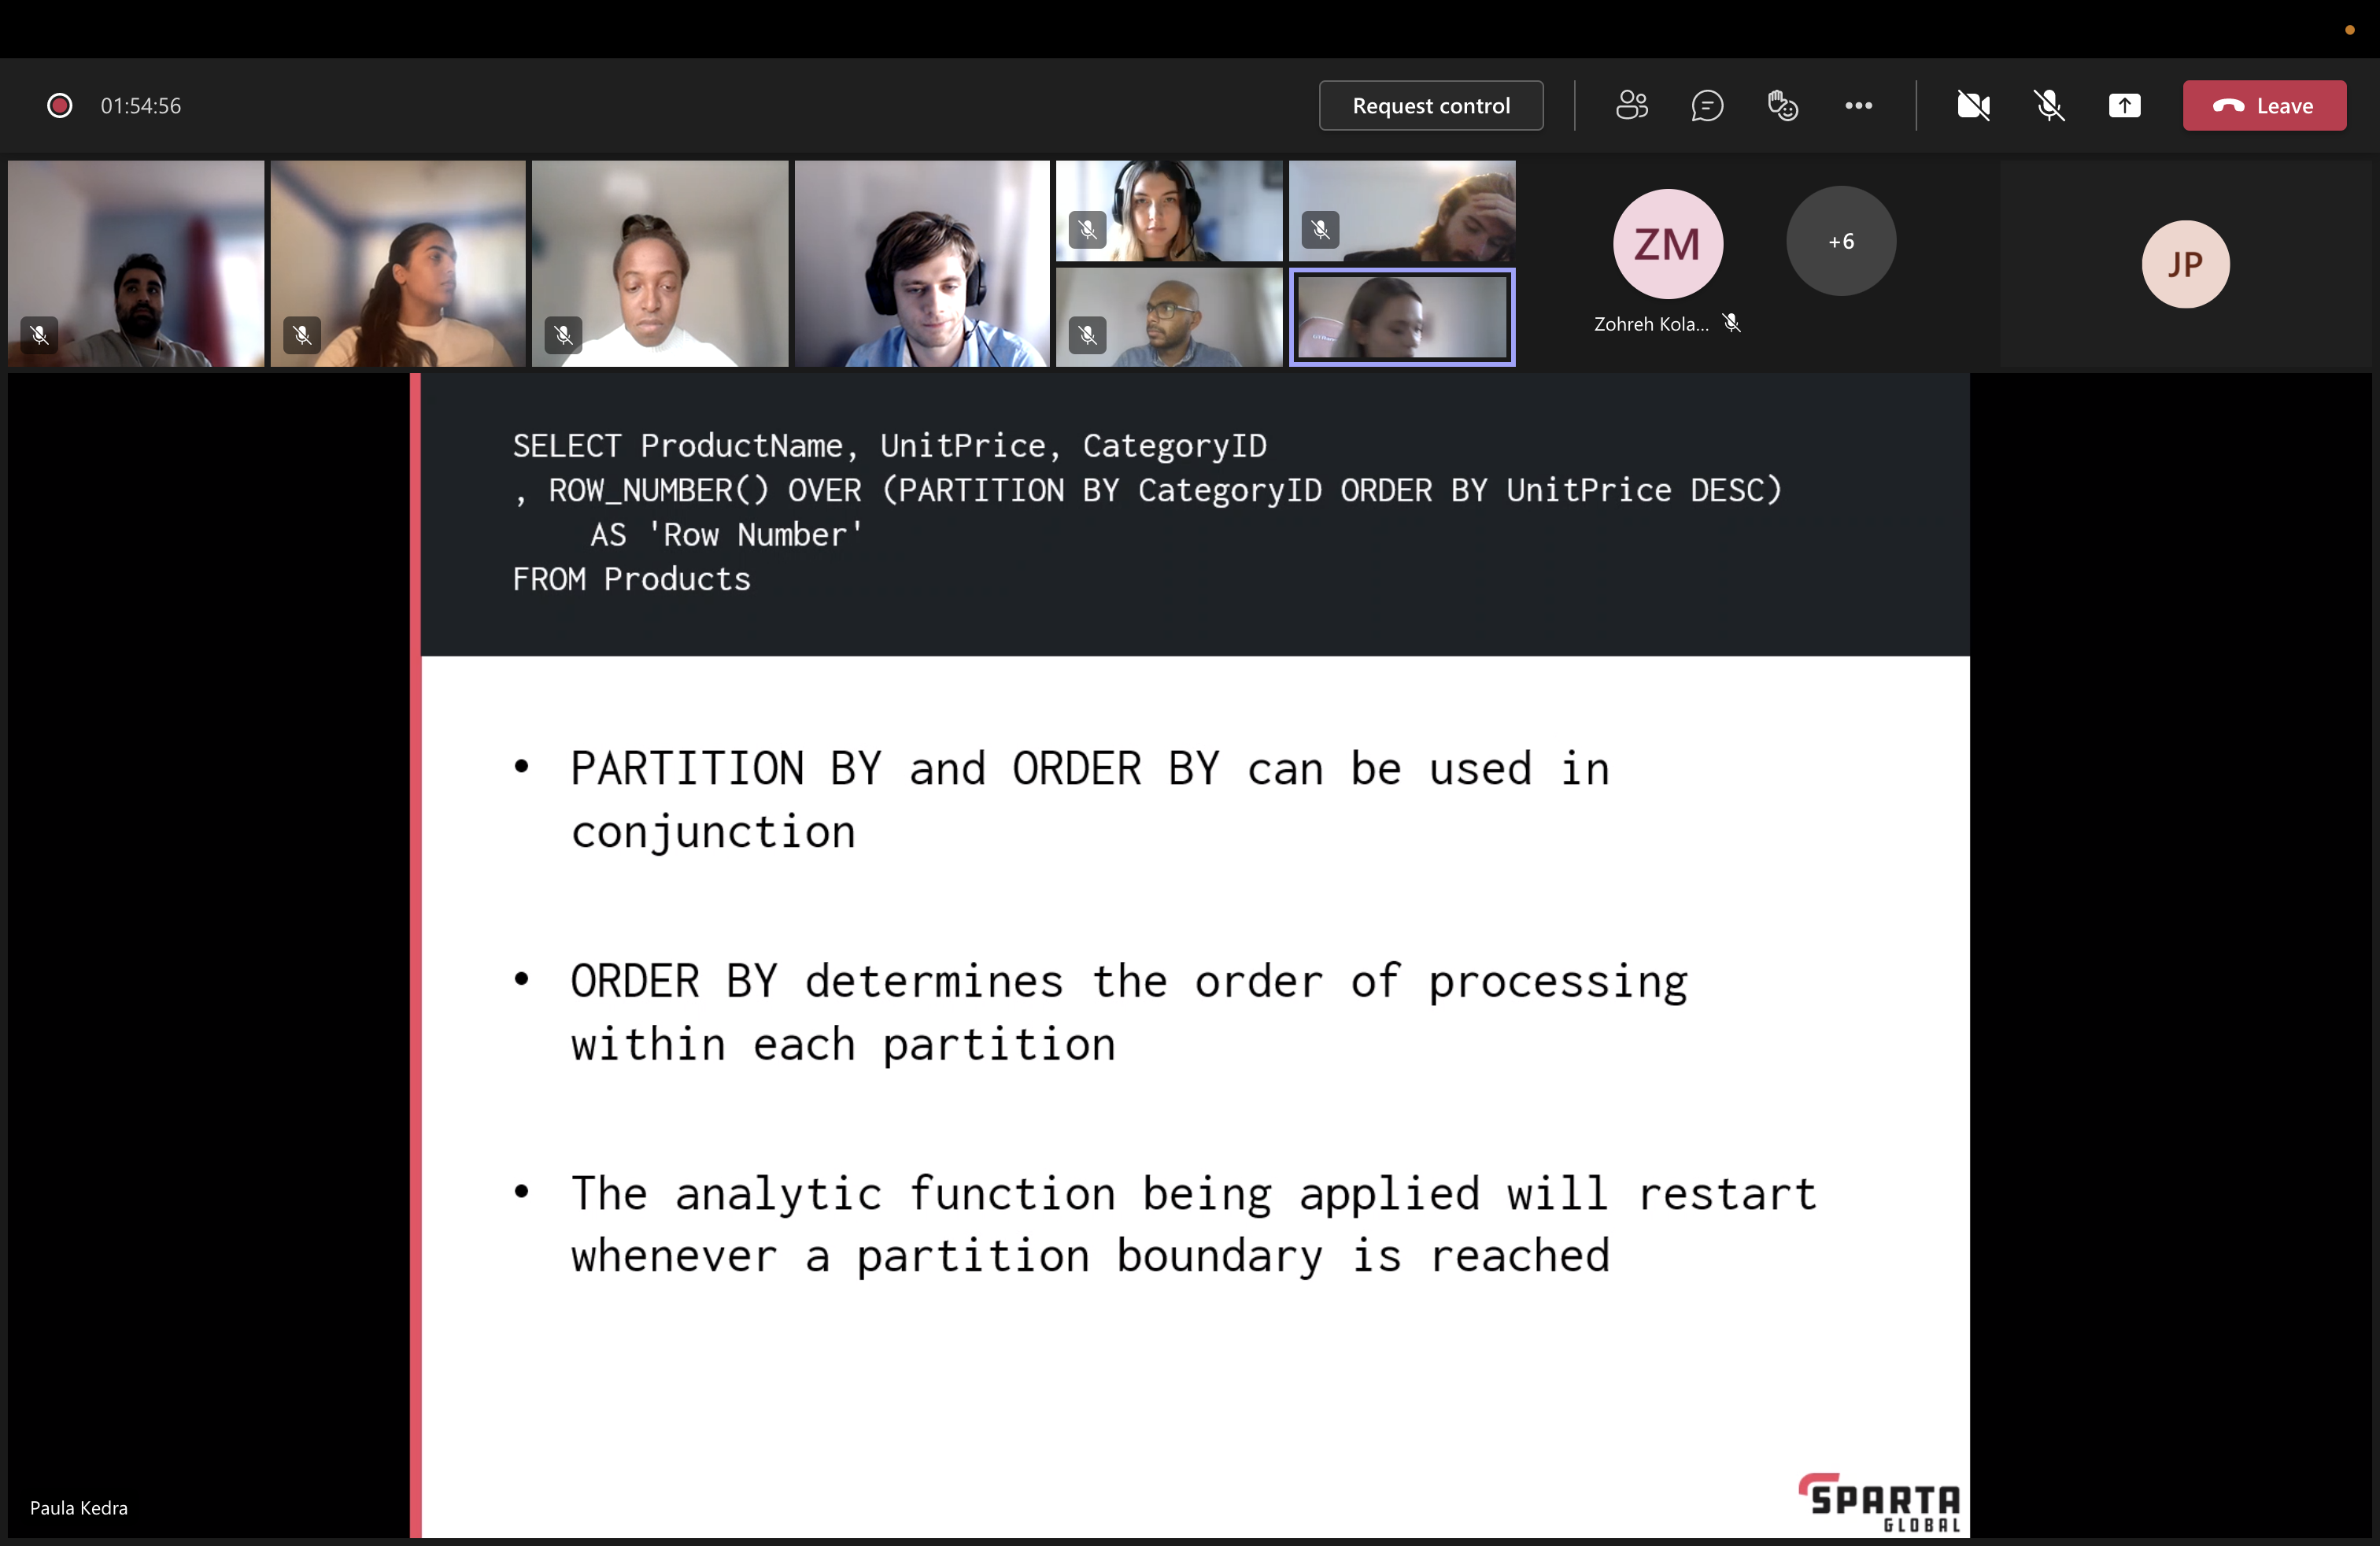 01:54:56
Request control
Leave
ZM
+6
JP
Zohreh Kola...
SELECT ProductName, UnitPrice, CategoryID
, ROW_NUMBER() OVER (PARTITION BY CategoryID ORDER BY UnitPrice DESC)
AS 'Row Number'
FROM Products
• PARTITION BY and ORDER BY can be used in
conjunction
• ORDER BY determines the order of processing
within each partition
• The analytic function being applied will restart
whenever a partition boundary is reached
Paula Kedra
SPARTA
GLOBAL